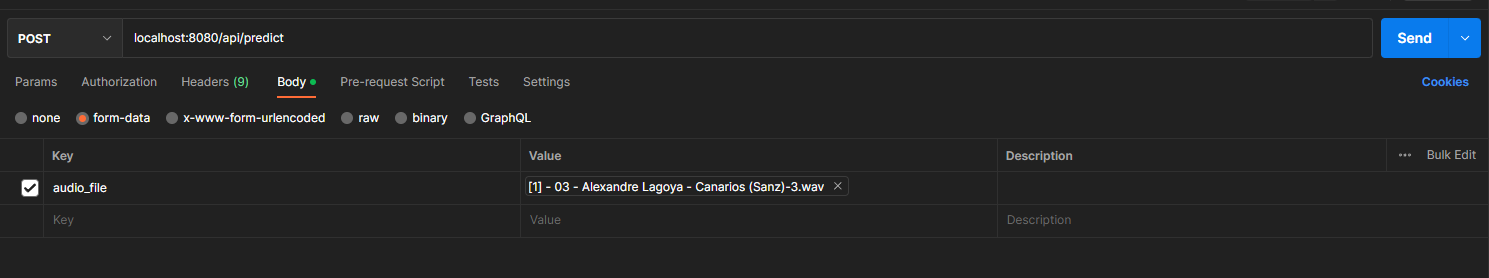 POST localhost:8080/api/predict Send
Params Authorization Headers (9) Body Pre-request Script Tests Settings Cookies
none form-data x-www-form-urlencoded raw binary GraphQL
Key Value Description ••• Bulk Edit
audio_file [1] - 03 - Alexandre Lagoya - Canarios (Sanz)-3.wav ×
Key Value Description